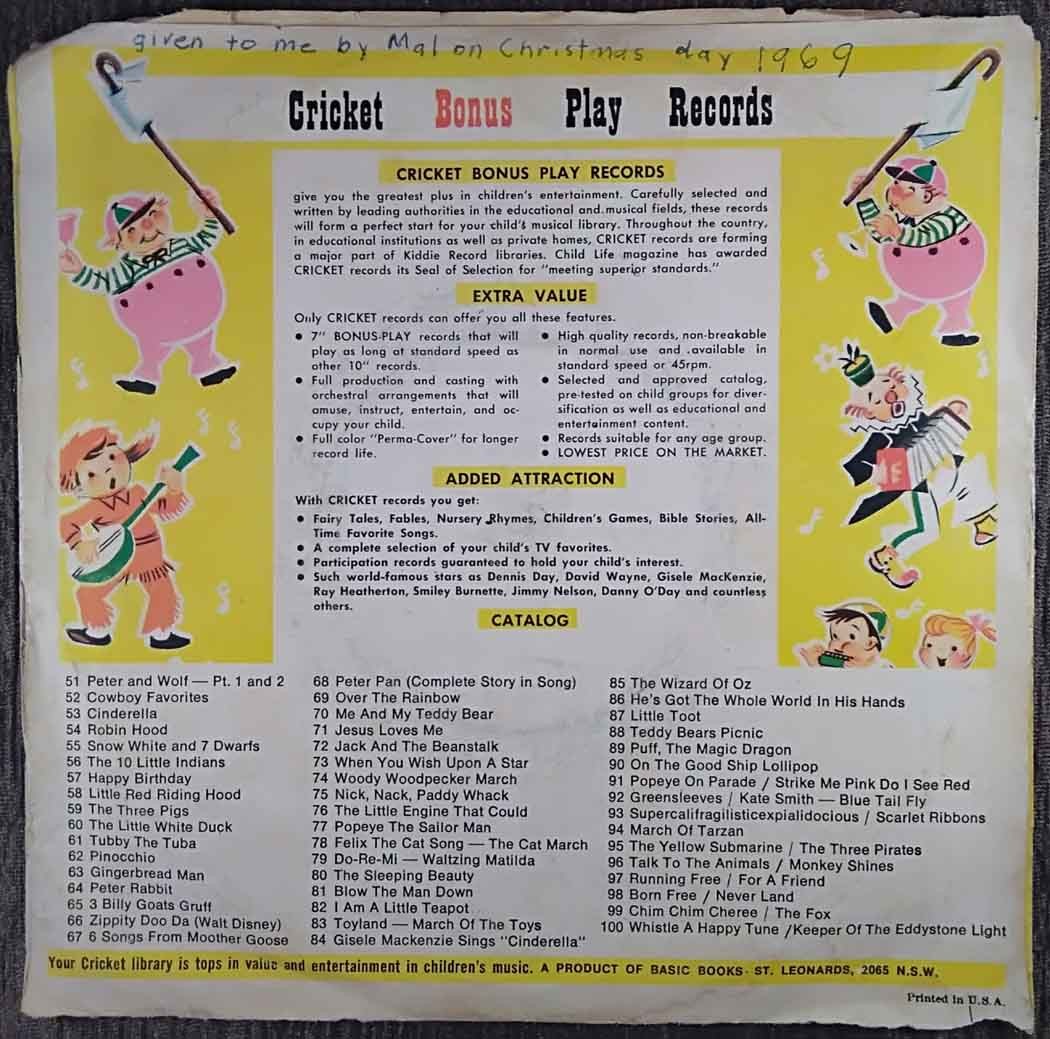 given to me by Mal on Christmas day 1969
Cricket Bonus Play Records
CRICKET BONUS PLAY RECORDS
give you the greatest plus in children's entertainment. Carefully selected and
written by leading authorities in the educational and musical fields, these records
will form a perfect start for your child's musical library. Throughout the country,
in educational institutions as well as private homes, CRICKET records are forming
a major part of Kiddie Record libraries. Child Life magazine has awarded
CRICKET records its Seal of Selection for "meeting superior standards."
EXTRA VALUE
Only CRICKET records can offer you all these features.
• 7" BONUS-PLAY records that will
play as long at standard speed as
other 10" records.
• Full production and casting with
orchestral arrangements that will
amuse, instruct, entertain, and oc-
cupy your child.
• Full color "Perma-Cover" for longer
record life.
• High quality records, non-breakable
in normal use and available in
standard speed or 45rpm.
• Selected and approved catalog,
pre-tested on child groups for diver-
sification as well as educational and
entertainment content.
• Records suitable for any age group.
• LOWEST PRICE ON THE MARKET.
ADDED ATTRACTION
With CRICKET records you get:
• Fairy Tales, Fables, Nursery Rhymes, Children's Games, Bible Stories, All-
Time Favorite Songs.
• A complete selection of your child's TV favorites.
• Participation records guaranteed to hold your child's interest.
• Such world-famous stars as Dennis Day, David Wayne, Gisele MacKenzie,
Ray Heatherton, Smiley Burnette, Jimmy Nelson, Danny O'Day and countless
others.
CATALOG
51 Peter and Wolf — Pt. 1 and 2
52 Cowboy Favorites
53 Cinderella
54 Robin Hood
55 Snow White and 7 Dwarfs
56 The 10 Little Indians
57 Happy Birthday
58 Little Red Riding Hood
59 The Three Pigs
60 The Little White Duck
61 Tubby The Tuba
62 Pinocchio
63 Gingerbread Man
64 Peter Rabbit
65 3 Billy Goats Gruff
66 Zippity Doo Da (Walt Disney)
67 6 Songs From Moother Goose
68 Peter Pan (Complete Story in Song)
69 Over The Rainbow
70 Me And My Teddy Bear
71 Jesus Loves Me
72 Jack And The Beanstalk
73 When You Wish Upon A Star
74 Woody Woodpecker March
75 Nick, Nack, Paddy Whack
76 The Little Engine That Could
77 Popeye The Sailor Man
78 Felix The Cat Song — The Cat March
79 Do-Re-Mi — Waltzing Matilda
80 The Sleeping Beauty
81 Blow The Man Down
82 I Am A Little Teapot
83 Toyland — March Of The Toys
84 Gisele Mackenzie Sings "Cinderella"
85 The Wizard Of Oz
86 He's Got The Whole World In His Hands
87 Little Toot
88 Teddy Bears Picnic
89 Puff, The Magic Dragon
90 On The Good Ship Lollipop
91 Popeye On Parade / Strike Me Pink Do I See Red
92 Greensleeves / Kate Smith — Blue Tail Fly
93 Supercalifragilisticexpialidocious / Scarlet Ribbons
94 March Of Tarzan
95 The Yellow Submarine / The Three Pirates
96 Talk To The Animals / Monkey Shines
97 Running Free / For A Friend
98 Born Free / Never Land
99 Chim Chim Cheree / The Fox
100 Whistle A Happy Tune / Keeper Of The Eddystone Light
Your Cricket library is tops in value and entertainment in children's music. A PRODUCT OF BASIC BOOKS- ST. LEONARDS, 2065 N.S.W.
Printed in U.S.A.